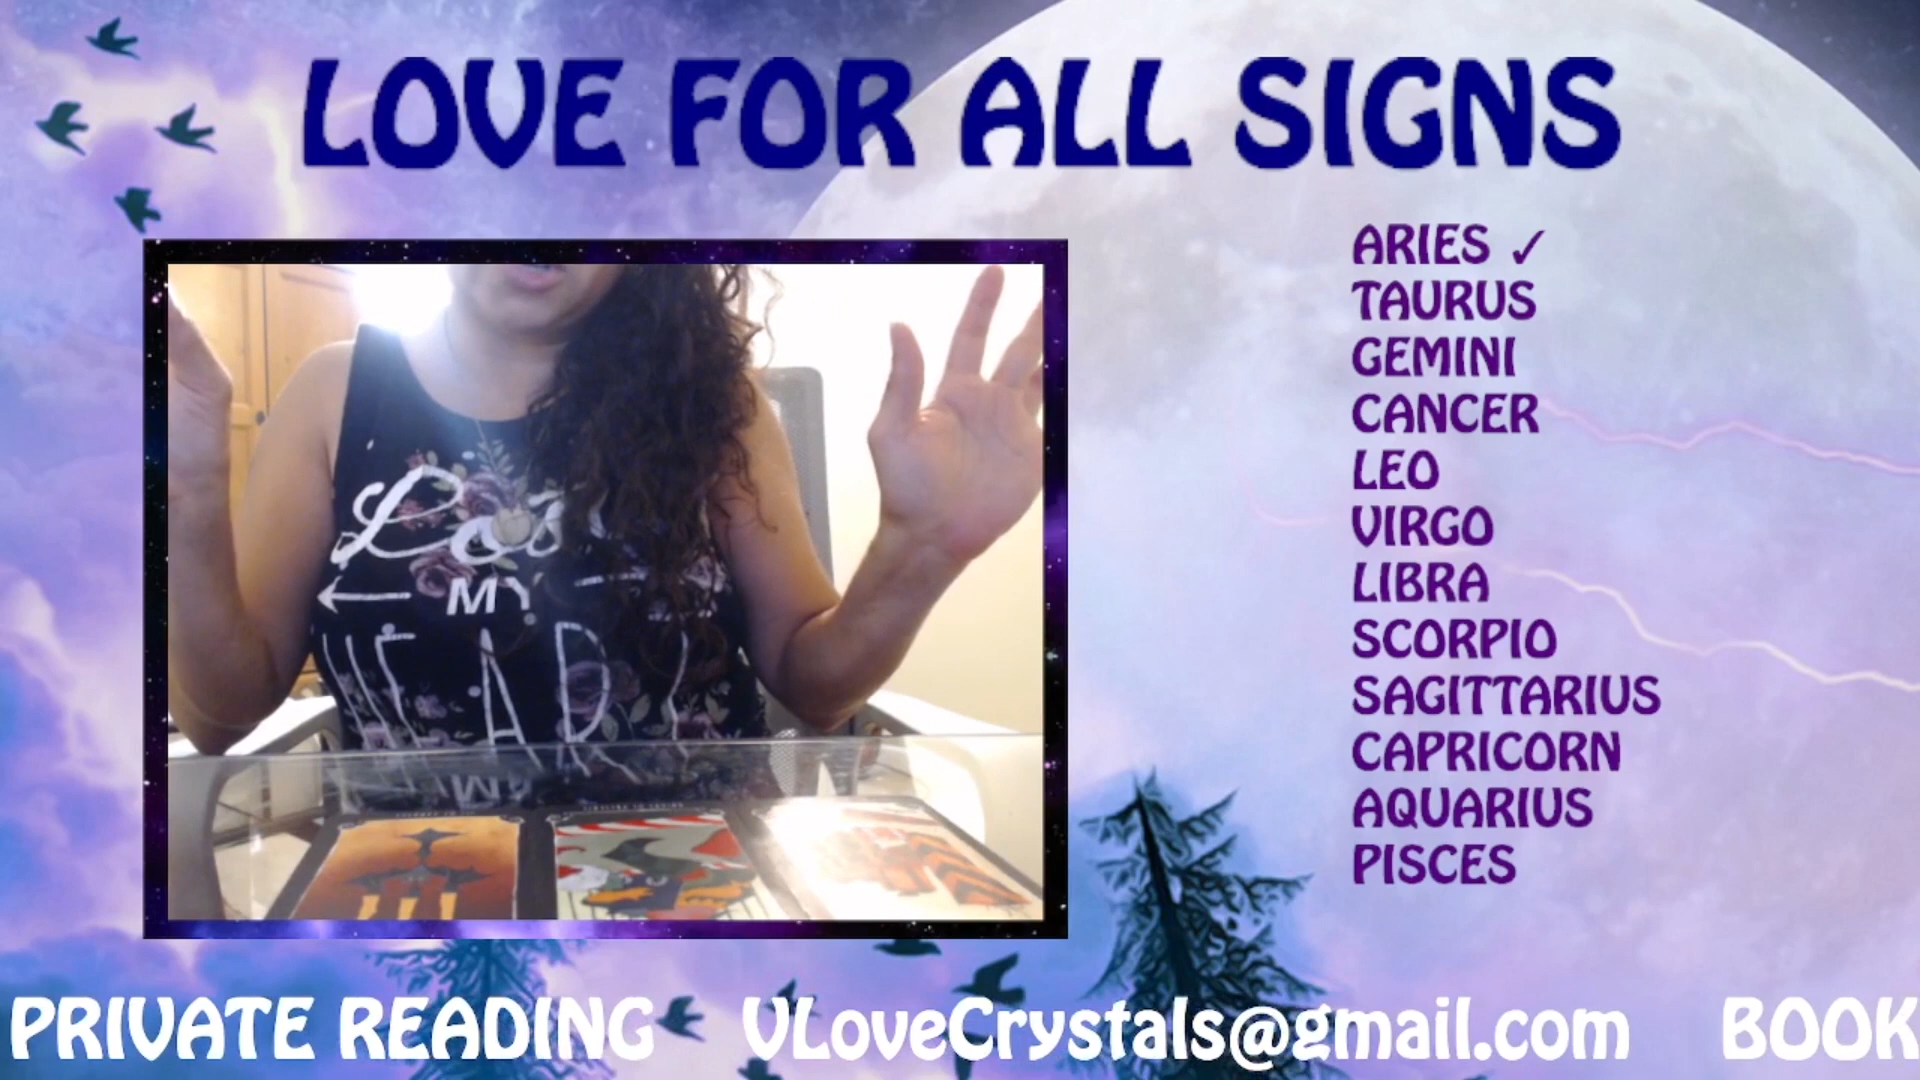 LOVE FOR ALL SIGNS
ARIES ✓
TAURUS
GEMINI
CANCER
LEO
VIRGO
LIBRA
SCORPIO
SAGITTARIUS
CAPRICORN
AQUARIUS
PISCES
MY
PRIVATE READING VLoveCrystals@gmail.com BOOK